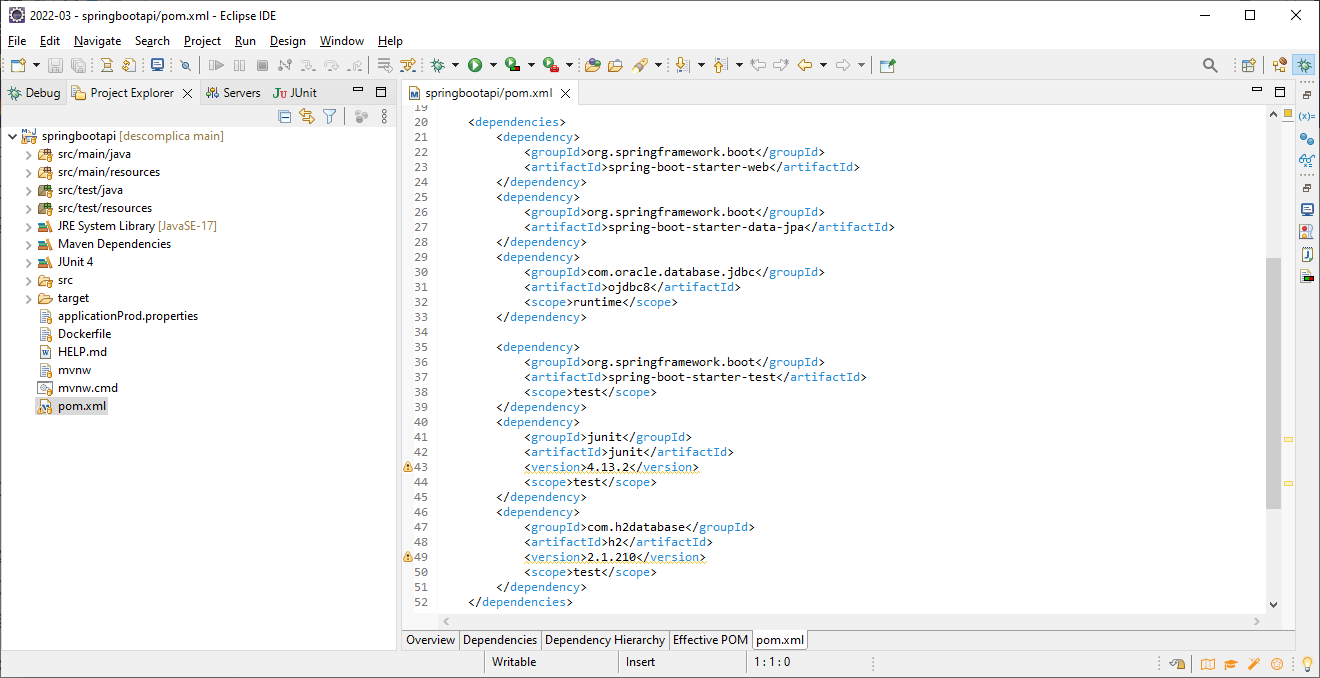 2022-03 - springbootapi/pom.xml - Eclipse IDE
File Edit Navigate Search Project Run Design Window Help
Debug Project Explorer Servers JUnit
springbootapi [descomplica main]
src/main/java
src/main/resources
src/test/java
src/test/resources
JRE System Library [JavaSE-17]
Maven Dependencies
JUnit 4
src
target
applicationProd.properties
Dockerfile
HELP.md
mvnw
mvnw.cmd
pom.xml
springbootapi/pom.xml
19
20 <dependencies>
21 <dependency>
22 <groupId>org.springframework.boot</groupId>
23 <artifactId>spring-boot-starter-web</artifactId>
24 </dependency>
25 <dependency>
26 <groupId>org.springframework.boot</groupId>
27 <artifactId>spring-boot-starter-data-jpa</artifactId>
28 </dependency>
29 <dependency>
30 <groupId>com.oracle.database.jdbc</groupId>
31 <artifactId>ojdbc8</artifactId>
32 <scope>runtime</scope>
33 </dependency>
34
35 <dependency>
36 <groupId>org.springframework.boot</groupId>
37 <artifactId>spring-boot-starter-test</artifactId>
38 <scope>test</scope>
39 </dependency>
40 <dependency>
41 <groupId>junit</groupId>
42 <artifactId>junit</artifactId>
43 <version>4.13.2</version>
44 <scope>test</scope>
45 </dependency>
46 <dependency>
47 <groupId>com.h2database</groupId>
48 <artifactId>h2</artifactId>
49 <version>2.1.210</version>
50 <scope>test</scope>
51 </dependency>
52 </dependencies>
Overview Dependencies Dependency Hierarchy Effective POM pom.xml
Writable Insert 1 : 1 : 0
(x)=